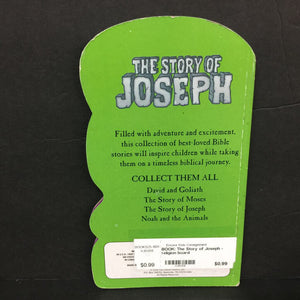 THE STORY OF
JOSEPH
Filled with adventure and excitement,
this collection of best-loved Bible
stories will inspire children while taking
them on a timeless biblical journey.
COLLECT THEM ALL
David and Goliath
The Story of Moses
The Story of Joseph
Noah and the Animals
BOOK: The Story of Joseph -
religion board
$0.99
$0.99